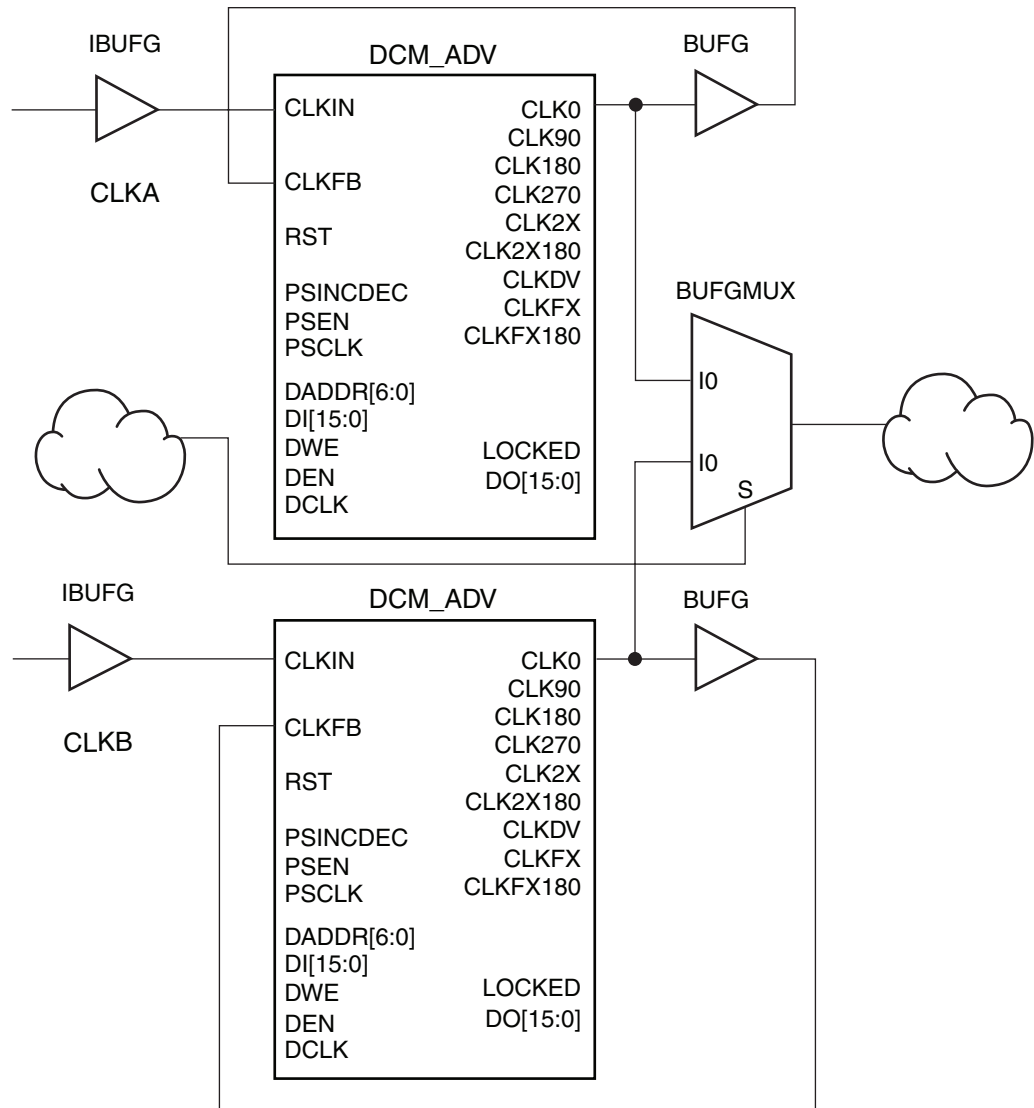 IBUFG
DCM_ADV
BUFG
CLKIN
CLK0
CLK90
CLK180
CLKFB
CLK270
CLKA
CLK2X
RST
CLK2X180
CLKDV
PSINCDEC
BUFGMUX
CLKFX
PSEN
CLKFX180
PSCLK
I0
DADDR[6:0]
DI[15:0]
DWE
LOCKED
I0
DEN
DO[15:0]
S
DCLK
IBUFG
DCM_ADV
BUFG
CLKIN
CLK0
CLK90
CLK180
CLKFB
CLKB
CLK270
CLK2X
RST
CLK2X180
CLKDV
PSINCDEC
CLKFX
PSEN
CLKFX180
PSCLK
DADDR[6:0]
DI[15:0]
DWE
LOCKED
DEN
DO[15:0]
DCLK